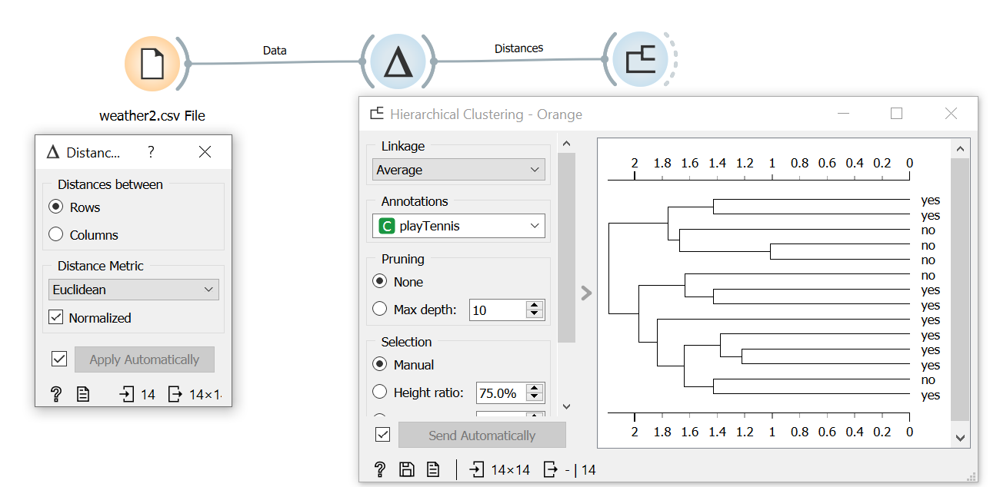 Data
Distances
weather2.csv File
Distanc... ?
Distances between
Rows
Columns
Distance Metric
Euclidean
Normalized
Apply Automatically
? 14 14×1
Hierarchical Clustering - Orange
Linkage
Average
Annotations
C playTennis
Pruning
None
Max depth: 10
Selection
Manual
Height ratio: 75.0%
Send Automatically
? 14×14 - | 14
2 1.8 1.6 1.4 1.2 1 0.8 0.6 0.4 0.2 0
yes
yes
no
no
no
no
yes
yes
yes
yes
yes
yes
no
yes
2 1.8 1.6 1.4 1.2 1 0.8 0.6 0.4 0.2 0